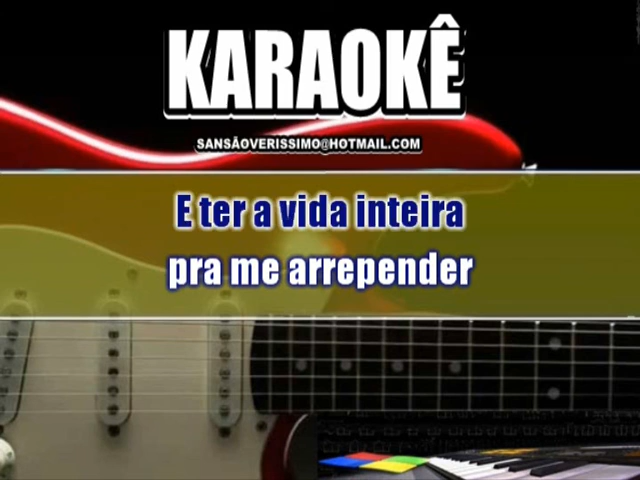 KARAOKÊ
SANSÃOVERISSIMO@HOTMAIL.COM
E ter a vida inteira
pra me arrepender